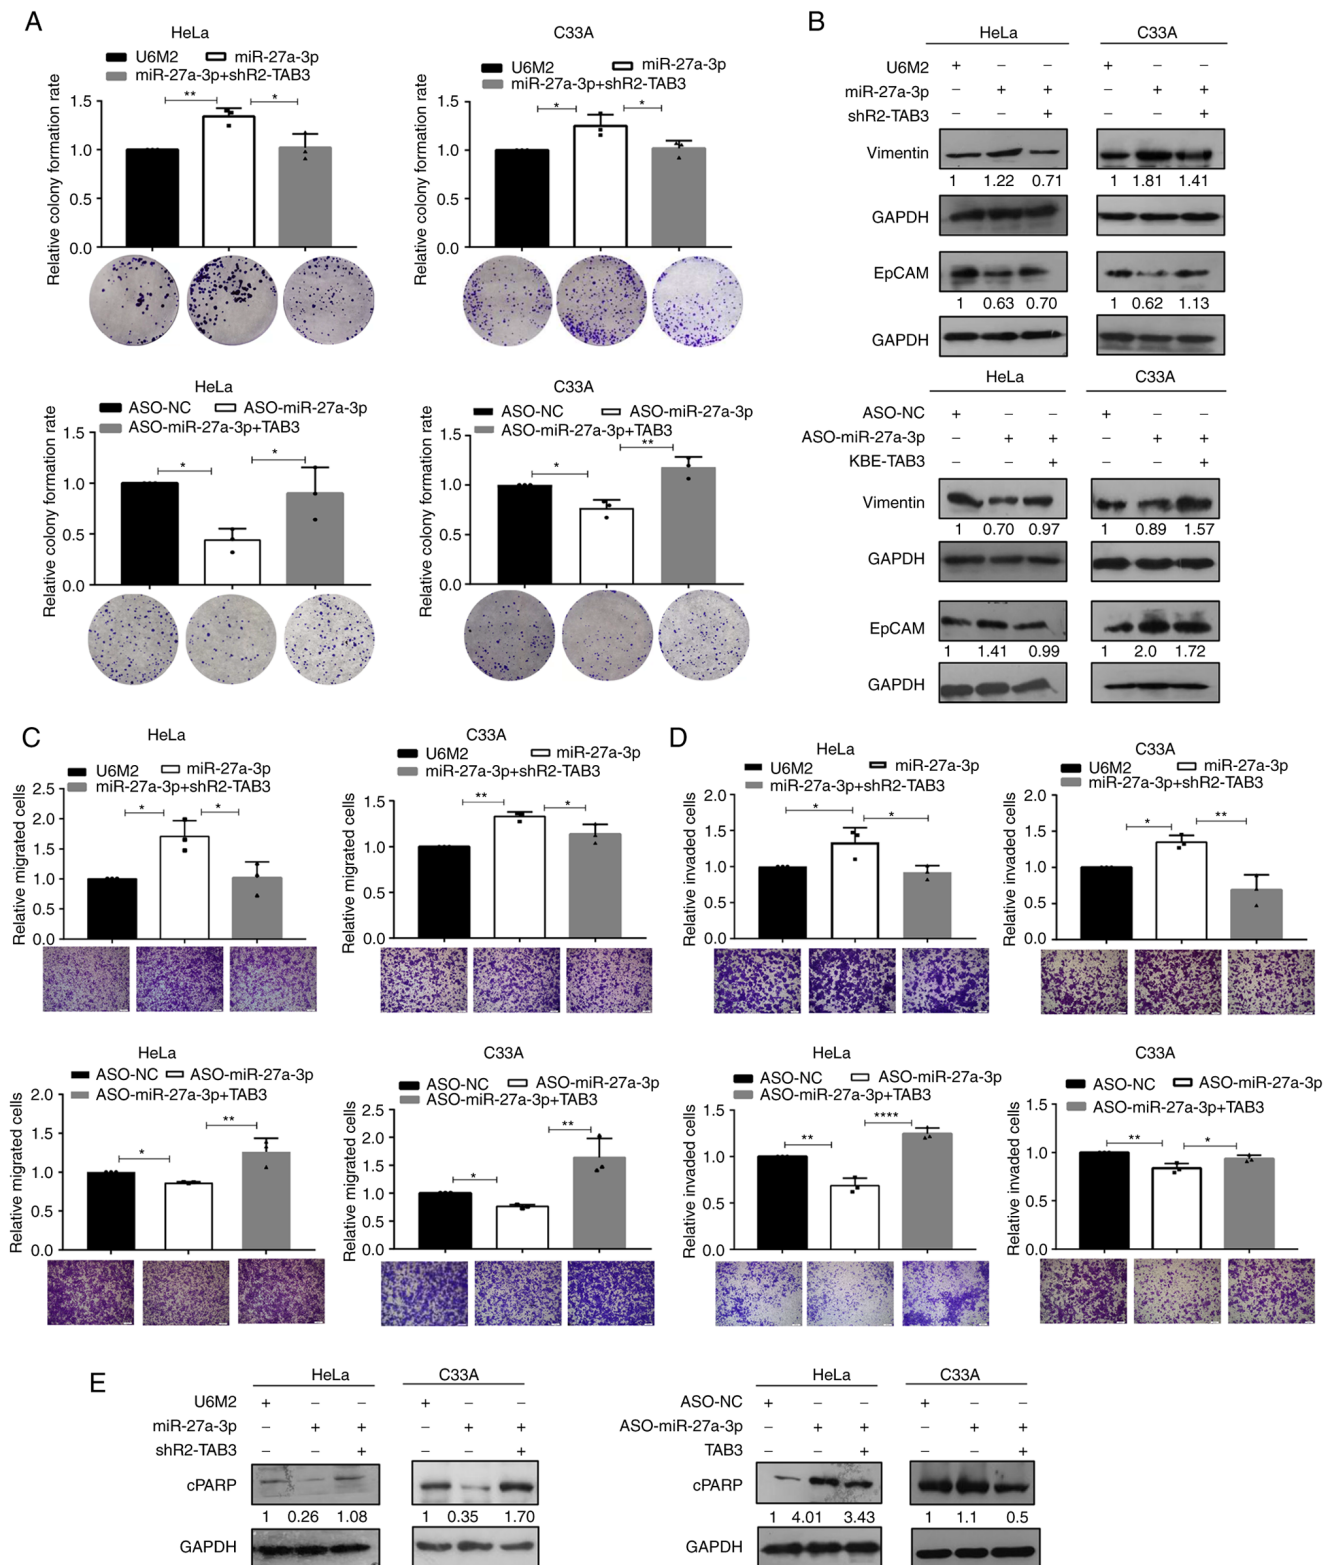 A
HeLa
U6M2 miR-27a-3p
miR-27a-3p+shR2-TAB3
** *
Relative colony formation rate
1.5
1.0
0.5
0.0
C33A
U6M2 miR-27a-3p
miR-27a-3p+shR2-TAB3
* *
Relative colony formation rate
1.5
1.0
0.5
0.0
HeLa
ASO-NC ASO-miR-27a-3p
ASO-miR-27a-3p+TAB3
* *
Relative colony formation rate
1.5
1.0
0.5
0.0
C33A
ASO-NC ASO-miR-27a-3p
ASO-miR-27a-3p+TAB3
* **
Relative colony formation rate
1.5
1.0
0.5
0.0
B
HeLa C33A
U6M2 + − − + − −
miR-27a-3p − + + − + +
shR2-TAB3 − − + − − +
Vimentin
1 1.22 0.71 1 1.81 1.41
GAPDH
EpCAM
1 0.63 0.70 1 0.62 1.13
GAPDH
HeLa C33A
ASO-NC + − − + − −
ASO-miR-27a-3p − + + − + +
KBE-TAB3 − − + − − +
Vimentin
1 0.70 0.97 1 0.89 1.57
GAPDH
EpCAM
1 1.41 0.99 1 2.0 1.72
GAPDH
C
HeLa
U6M2 miR-27a-3p
miR-27a-3p+shR2-TAB3
* *
Relative migrated cells
2.5
2.0
1.5
1.0
0.5
0.0
C33A
U6M2 miR-27a-3p
miR-27a-3p+shR2-TAB3
** *
Relative migrated cells
1.5
1.0
0.5
0.0
HeLa
ASO-NC ASO-miR-27a-3p
ASO-miR-27a-3p+TAB3
* **
Relative migrated cells
2.0
1.5
1.0
0.5
0.0
C33A
ASO-NC ASO-miR-27a-3p
ASO-miR-27a-3p+TAB3
* **
Relative migrated cells
2.5
2.0
1.5
1.0
0.5
0.0
D
HeLa
U6M2 miR-27a-3p
miR-27a-3p+shR2-TAB3
* *
Relative invaded cells
2.0
1.5
1.0
0.5
0.0
C33A
U6M2 miR-27a-3p
miR-27a-3p+shR2-TAB3
* **
Relative invaded cells
2.0
1.5
1.0
0.5
0.0
HeLa
ASO-NC ASO-miR-27a-3p
ASO-miR-27a-3p+TAB3
** ****
Relative invaded cells
1.5
1.0
0.5
0.0
C33A
ASO-NC ASO-miR-27a-3p
ASO-miR-27a-3p+TAB3
** *
Relative invaded cells
1.5
1.0
0.5
0.0
E
HeLa C33A
U6M2 + − − + − −
miR-27a-3p − + + − + +
shR2-TAB3 − − + − − +
cPARP
1 0.26 1.08 1 0.35 1.70
GAPDH
HeLa C33A
ASO-NC + − − + − −
ASO-miR-27a-3p − + + − + +
TAB3 − − + − − +
cPARP
1 4.01 3.43 1 1.1 0.5
GAPDH